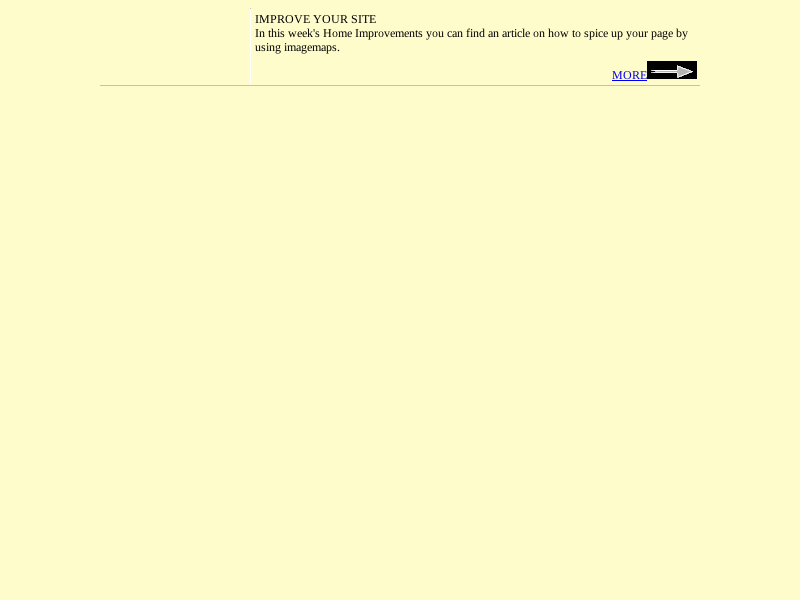 IMPROVE YOUR SITE
In this week's Home Improvements you can find an article on how to spice up your page by
using imagemaps.
MORE